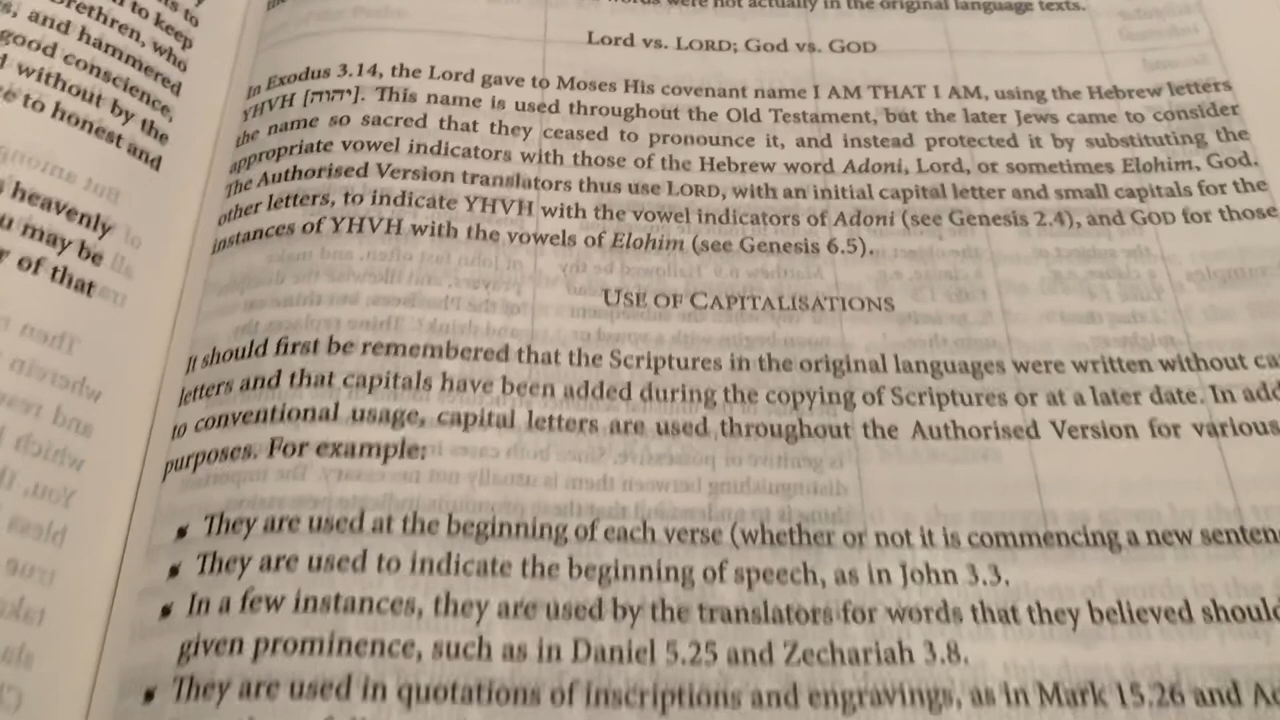 s to
to keep
rethren, who
s, and hammered
good conscience,
without by the
e to honest and
heavenly
u may be
of that
words were not actually in the original language texts.
Lord vs. LORD; God vs. GOD
In Exodus 3.14, the Lord gave to Moses His covenant name I AM THAT I AM, using the Hebrew letters
YHVH [יהוה]. This name is used throughout the Old Testament, but the later Jews came to consider
the name so sacred that they ceased to pronounce it, and instead protected it by substituting the
appropriate vowel indicators with those of the Hebrew word Adoni, Lord, or sometimes Elohim, God.
The Authorised Version translators thus use LORD, with an initial capital letter and small capitals for the
other letters, to indicate YHVH with the vowel indicators of Adoni (see Genesis 2.4), and GOD for those
instances of YHVH with the vowels of Elohim (see Genesis 6.5).
USE OF CAPITALISATIONS
It should first be remembered that the Scriptures in the original languages were written without ca
letters and that capitals have been added during the copying of Scriptures or at a later date. In add
to conventional usage, capital letters are used throughout the Authorised Version for various
purposes. For example:
▪ They are used at the beginning of each verse (whether or not it is commencing a new senten
▪ They are used to indicate the beginning of speech, as in John 3.3.
▪ In a few instances, they are used by the translators for words that they believed should
given prominence, such as in Daniel 5.25 and Zechariah 3.8.
▪ They are used in quotations of inscriptions and engravings, as in Mark 15.26 and Ac